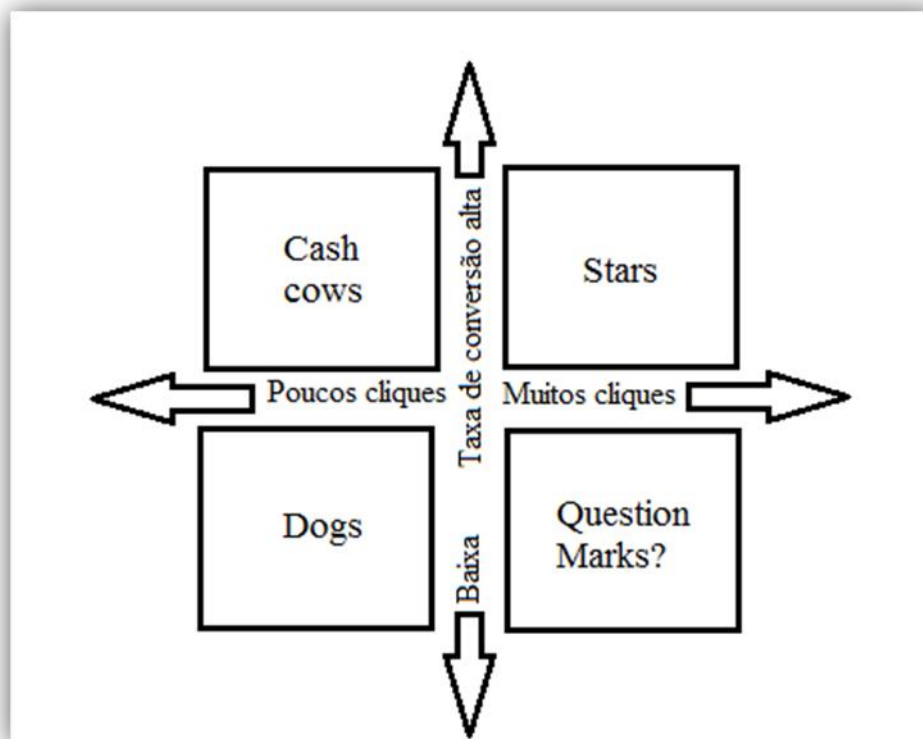 Cash
cows
Stars
Taxa de conversão alta
Poucos cliques
Muitos cliques
Dogs
Question
Marks?
Baixa